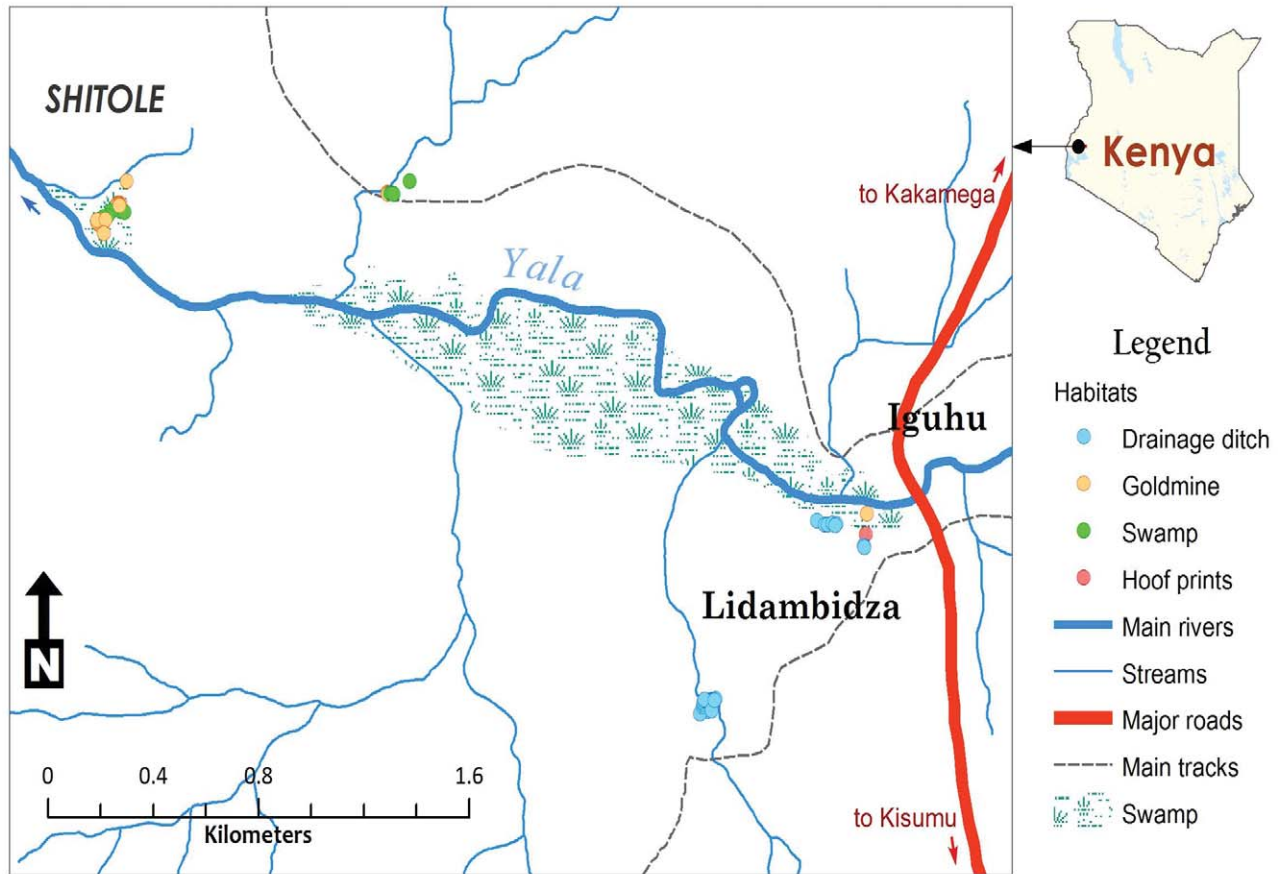 SHITOLE
Kenya
to Kakamega
Yala
Iguhu
Lidambidza
N
0 0.4 0.8 1.6
Kilometers
to Kisumu
Legend
Habitats
Drainage ditch
Goldmine
Swamp
Hoof prints
Main rivers
Streams
Major roads
Main tracks
Swamp